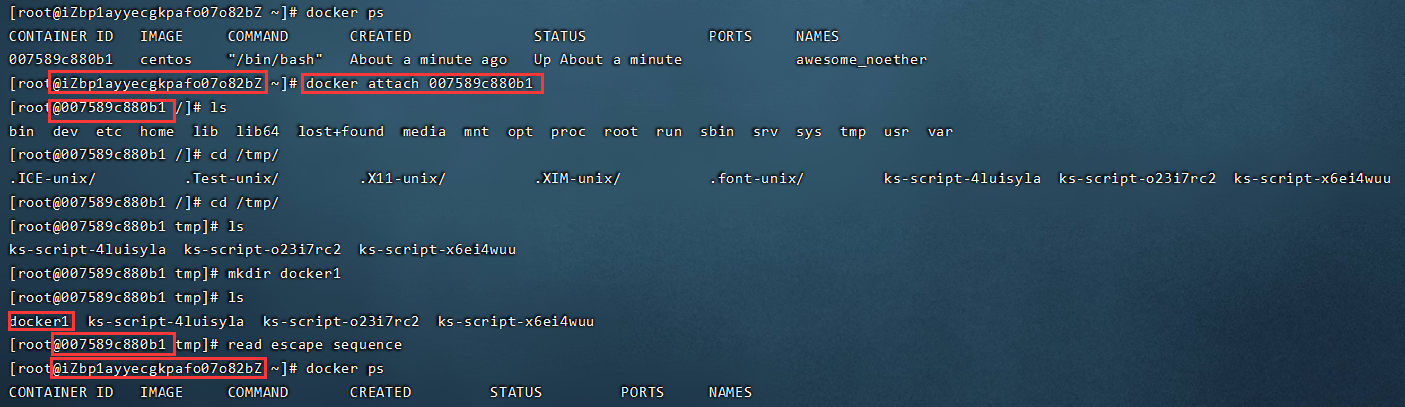 [root@iZbp1ayyecgkpafo07o82bZ ~]# docker ps
CONTAINER ID   IMAGE     COMMAND       CREATED              STATUS              PORTS     NAMES
007589c880b1   centos    "/bin/bash"   About a minute ago   Up About a minute             awesome_noether
[root@iZbp1ayyecgkpafo07o82bZ ~]# docker attach 007589c880b1
[root@007589c880b1 /]# ls
bin  dev  etc  home  lib  lib64  lost+found  media  mnt  opt  proc  root  run  sbin  srv  sys  tmp  usr  var
[root@007589c880b1 /]# cd /tmp/
.ICE-unix/          .Test-unix/         .X11-unix/          .XIM-unix/          .font-unix/         ks-script-4luisyla  ks-script-o23i7rc2  ks-script-x6ei4wuu
[root@007589c880b1 /]# cd /tmp/
[root@007589c880b1 tmp]# ls
ks-script-4luisyla  ks-script-o23i7rc2  ks-script-x6ei4wuu
[root@007589c880b1 tmp]# mkdir docker1
[root@007589c880b1 tmp]# ls
docker1  ks-script-4luisyla  ks-script-o23i7rc2  ks-script-x6ei4wuu
[root@007589c880b1 tmp]# read escape sequence
[root@iZbp1ayyecgkpafo07o82bZ ~]# docker ps
CONTAINER ID   IMAGE     COMMAND       CREATED         STATUS         PORTS     NAMES